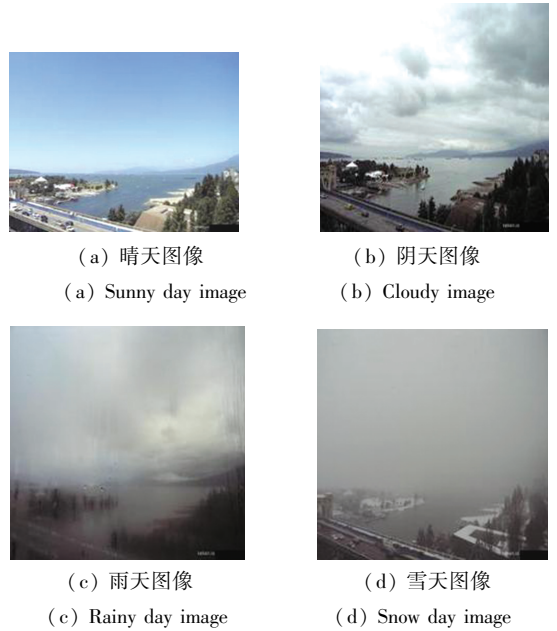 (a) 晴天图像
(b) 阴天图像
(a) Sunny day image
(b) Cloudy image
(c) 雨天图像
(d) 雪天图像
(c) Rainy day image
(d) Snow day image